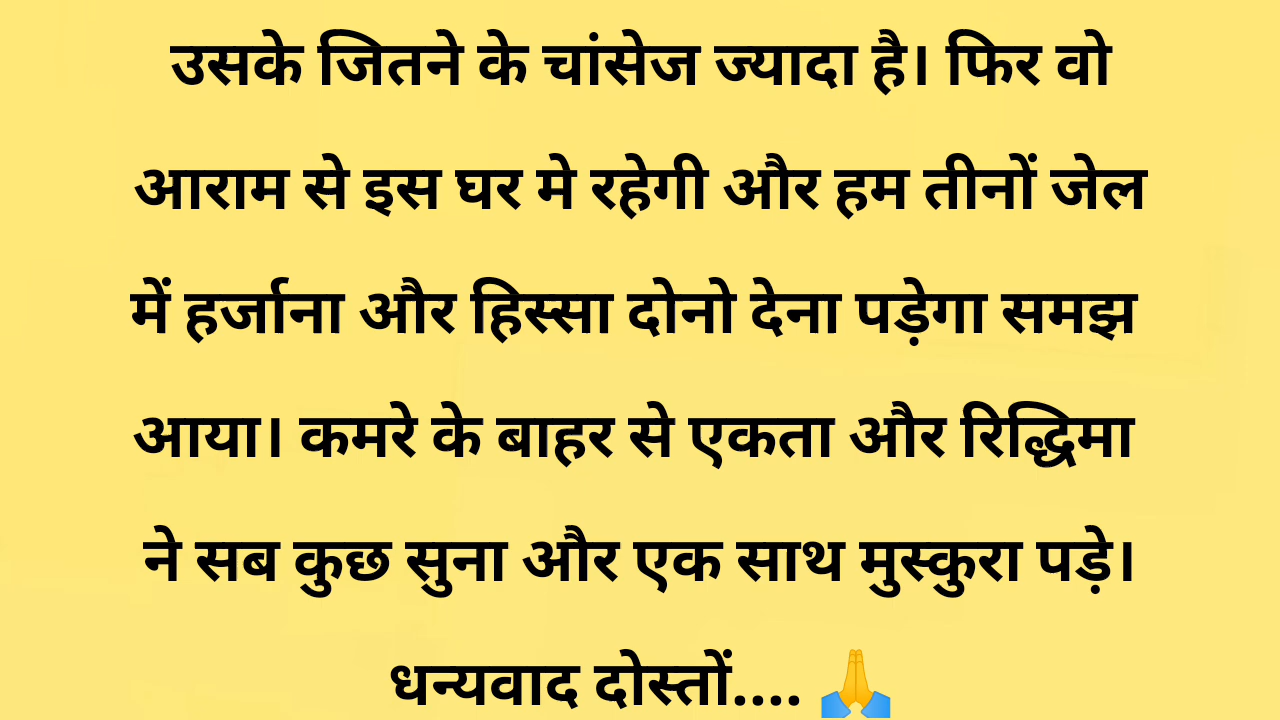 उसके जितने के चांसेज ज्यादा है। फिर वो
आराम से इस घर मे रहेगी और हम तीनों जेल
में हर्जाना और हिस्सा दोनो देना पड़ेगा समझ
आया। कमरे के बाहर से एकता और रिद्धिमा
ने सब कुछ सुना और एक साथ मुस्कुरा पड़े।
धन्यवाद दोस्तों.... 🙏